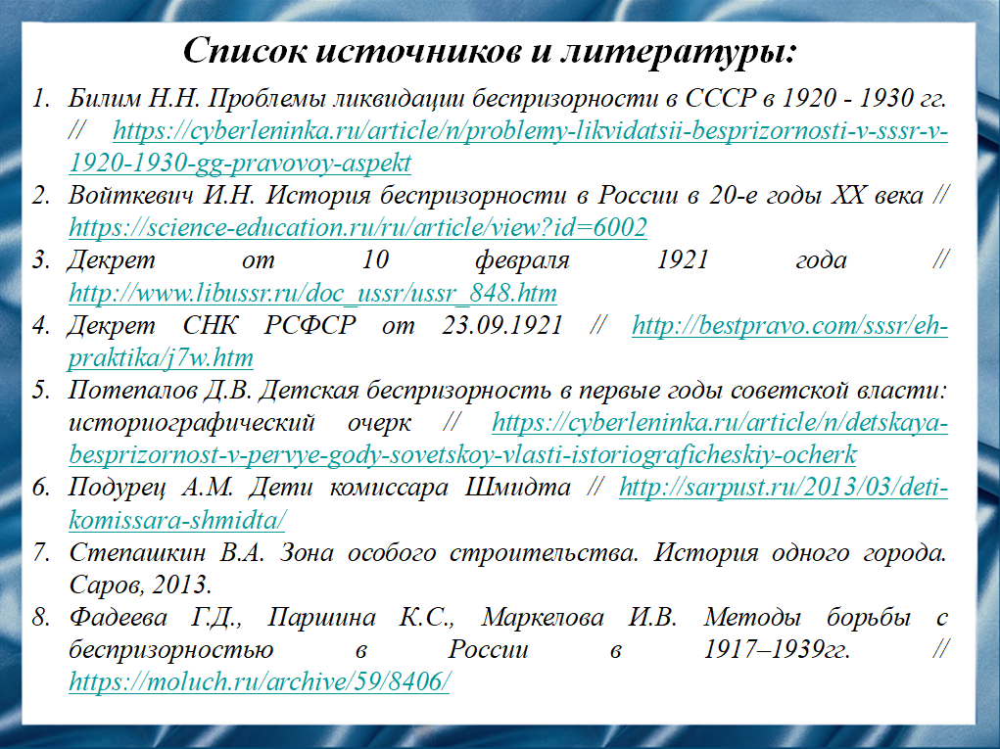 Список источников и литературы:
1. Билим Н.Н. Проблемы ликвидации беспризорности в СССР в 1920 - 1930 гг.
// https://cyberleninka.ru/article/n/problemy-likvidatsii-besprizornosti-v-sssr-v-
1920-1930-gg-pravovoy-aspekt
2. Войткевич И.Н. История беспризорности в России в 20-е годы XX века //
https://science-education.ru/ru/article/view?id=6002
3. Декрет от 10 февраля 1921 года //
http://www.libussr.ru/doc_ussr/ussr_848.htm
4. Декрет СНК РСФСР от 23.09.1921 // http://bestpravo.com/sssr/eh-
praktika/j7w.htm
5. Потепалов Д.В. Детская беспризорность в первые годы советской власти:
историографический очерк // https://cyberleninka.ru/article/n/detskaya-
besprizornost-v-pervye-gody-sovetskoy-vlasti-istoriograficheskiy-ocherk
6. Подурец А.М. Дети комиссара Шмидта // http://sarpust.ru/2013/03/deti-
komissara-shmidta/
7. Степашкин В.А. Зона особого строительства. История одного города.
Саров, 2013.
8. Фадеева Г.Д., Паршина К.С., Маркелова И.В. Методы борьбы с
беспризорностью в России в 1917–1939гг. //
https://moluch.ru/archive/59/8406/